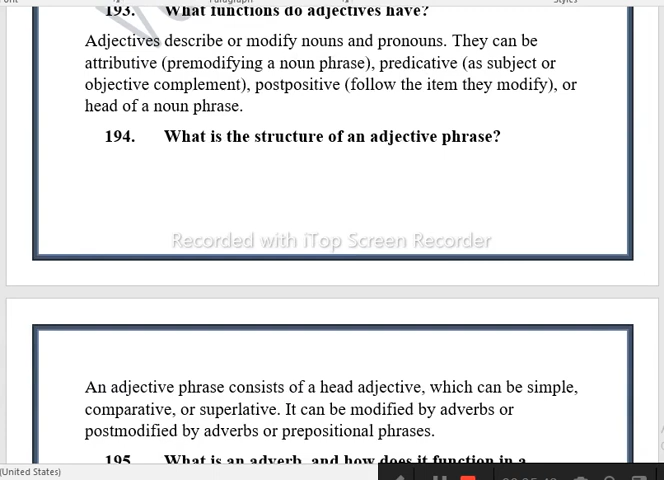 Paragraph
Styles
193. What functions do adjectives have?
Adjectives describe or modify nouns and pronouns. They can be
attributive (premodifying a noun phrase), predicative (as subject or
objective complement), postpositive (follow the item they modify), or
head of a noun phrase.
194. What is the structure of an adjective phrase?
Recorded with iTop Screen Recorder
An adjective phrase consists of a head adjective, which can be simple,
comparative, or superlative. It can be modified by adverbs or
postmodified by adverbs or prepositional phrases.
195. What is an adverb, and how does it function in a
(United States)